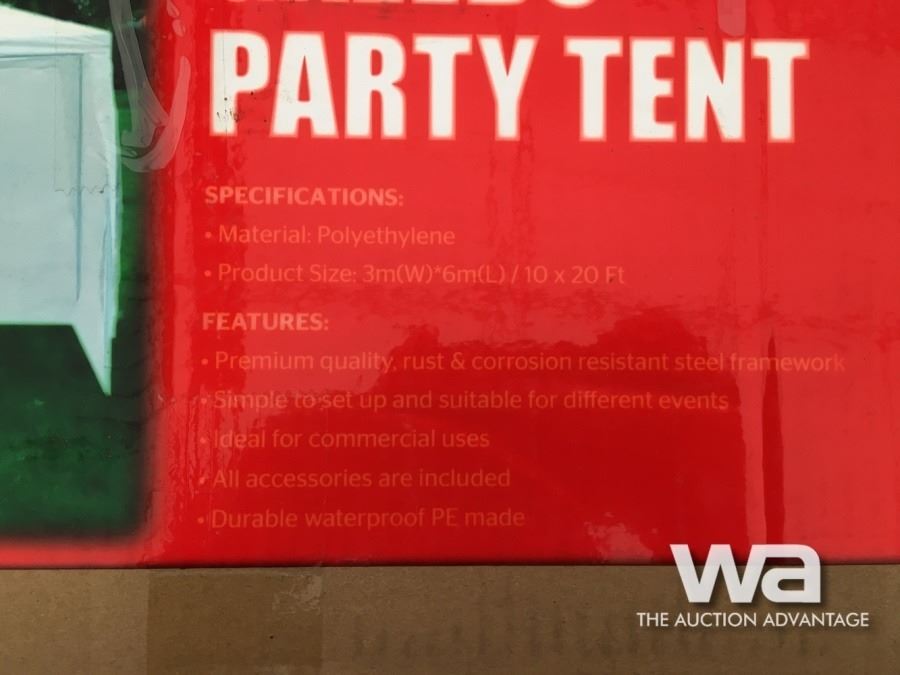 PARTY TENT
SPECIFICATIONS:
• Material: Polyethylene
• Product Size: 3m(W)*6m(L) / 10 x 20 Ft
FEATURES:
• Premium quality, rust & corrosion resistant steel framework
• Simple to set up and suitable for different events
• Ideal for commercial uses
• All accessories are included
• Durable waterproof PE made
wa
THE AUCTION ADVANTAGE